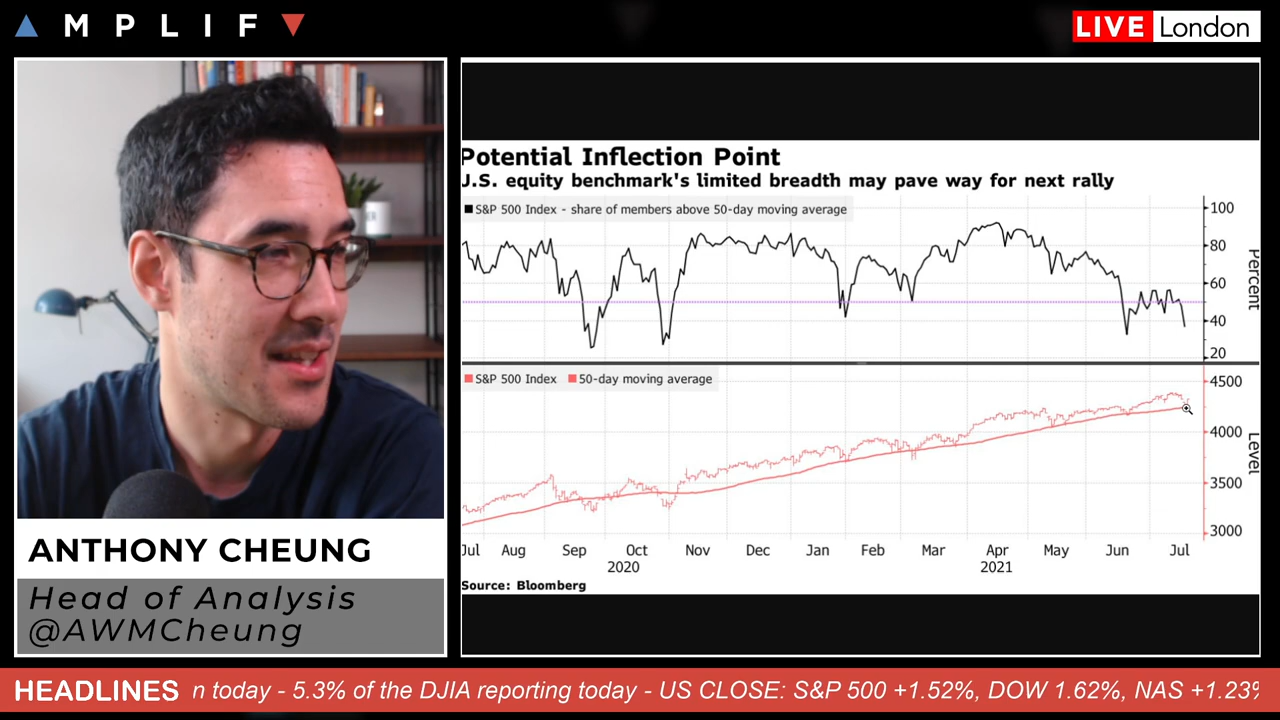 AMPLIFY
LIVE London
Potential Inflection Point
U.S. equity benchmark's limited breadth may pave way for next rally
S&P 500 Index - share of members above 50-day moving average
100
80
60
40
20
Percent
S&P 500 Index 50-day moving average
4500
4000
3500
3000
Level
Jul Aug Sep Oct Nov Dec Jan Feb Mar Apr May Jun Jul
2020 2021
Source: Bloomberg
ANTHONY CHEUNG
Head of Analysis
@AWMCheung
HEADLINES n today - 5.3% of the DJIA reporting today - US CLOSE: S&P 500 +1.52%, DOW 1.62%, NAS +1.23%